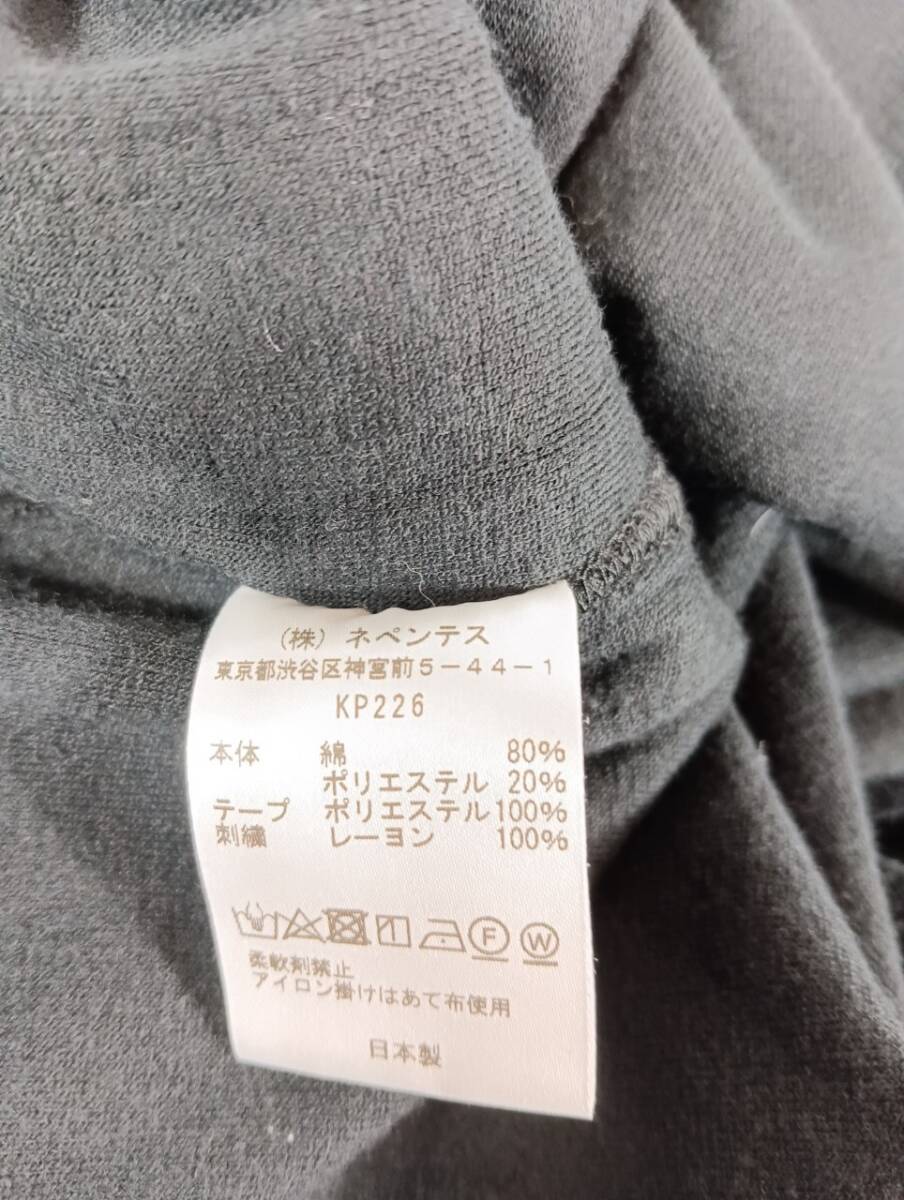 （株）ネペンテス
東京都渋谷区神宮前5－44－1
KP226
本体 綿 80%
ポリエステル 20%
テープ ポリエステル100%
刺繍 レーヨン 100%
F W
柔軟剤禁止
アイロン掛けはあて布使用
日本製